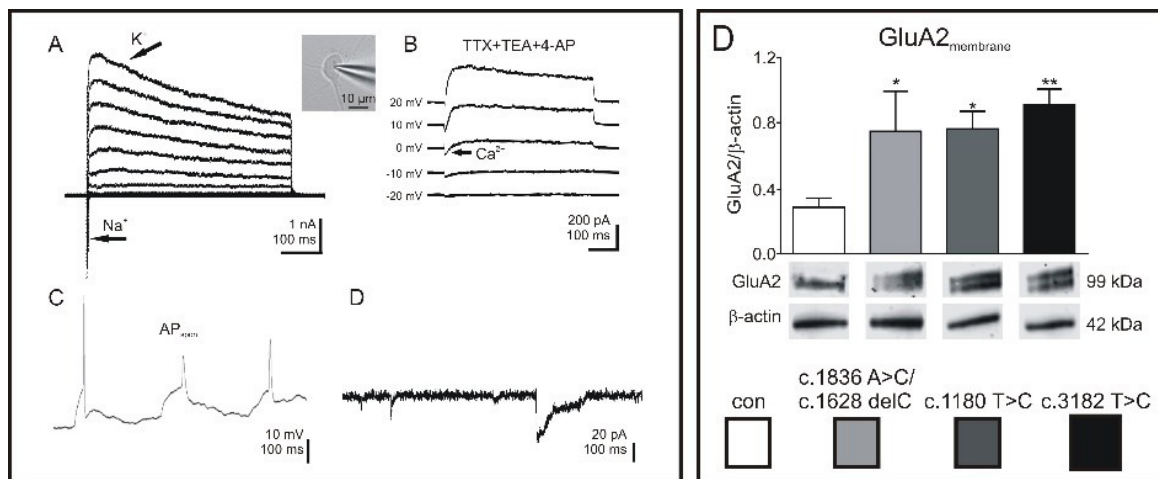 A
K⁻
Na⁺
1 nA
100 ms
10 µm
B
TTX+TEA+4-AP
20 mV
10 mV
0 mV
-10 mV
-20 mV
Ca²⁺
200 pA
100 ms
C
AP
10 mV
100 ms
D
20 pA
100 ms
D
GluA2membrane
GluA2/β-actin
1.2
0.8
0.4
0.0
*
*
**
GluA2
99 kDa
β-actin
42 kDa
con
c.1836 A>C/
c.1628 delC
c.1180 T>C
c.3182 T>C